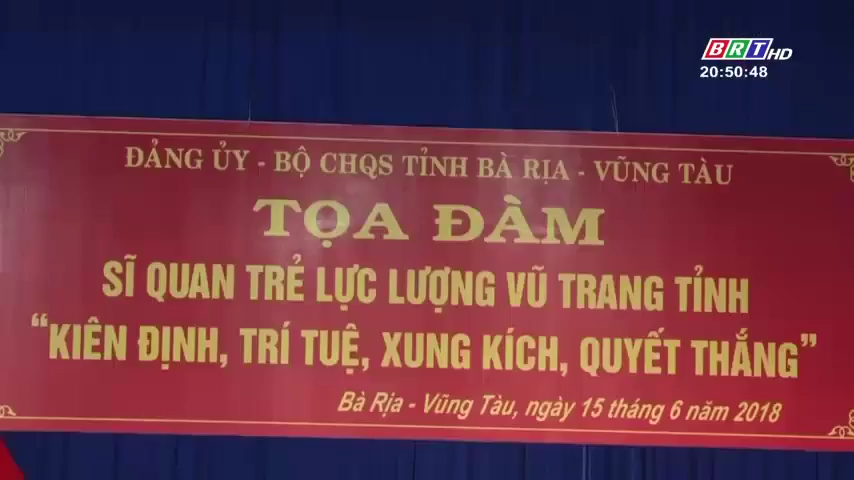 BRT HD
20:50:48
ĐẢNG ỦY - BỘ CHQS TỈNH BÀ RỊA - VŨNG TÀU
TỌA ĐÀM
SĨ QUAN TRẺ LỰC LƯỢNG VŨ TRANG TỈNH
“KIÊN ĐỊNH, TRÍ TUỆ, XUNG KÍCH, QUYẾT THẮNG”
Bà Rịa - Vũng Tàu, ngày 15 tháng 6 năm 2018